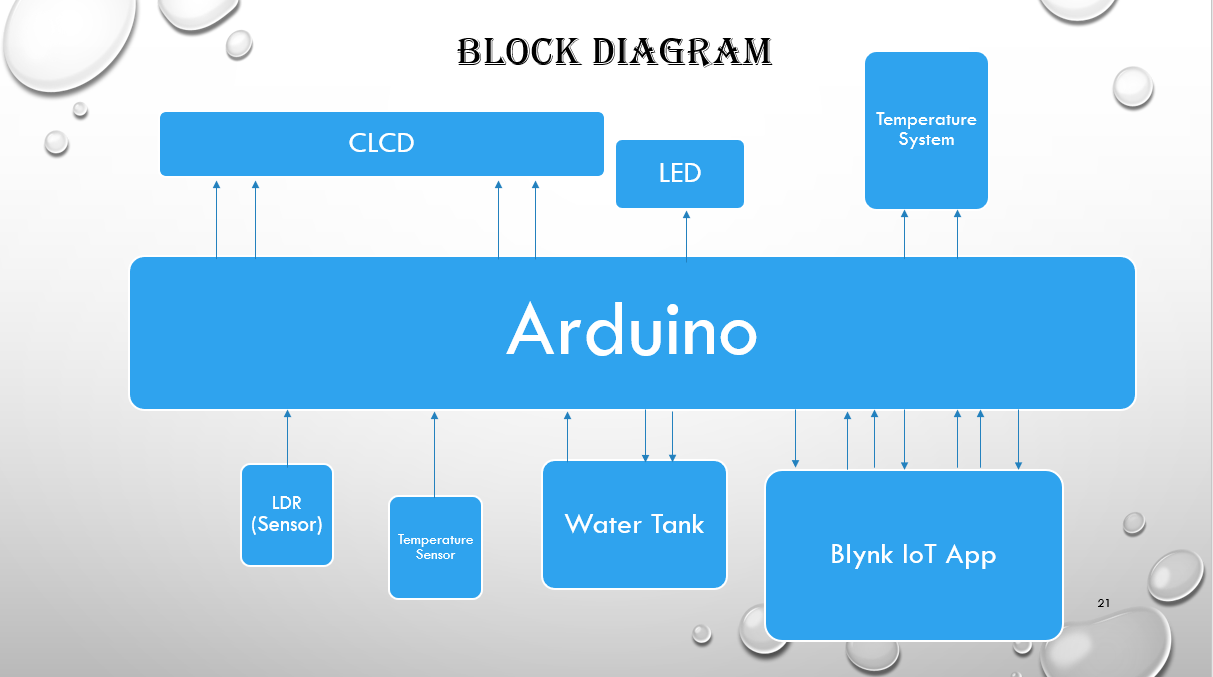 BLOCK DIAGRAM
CLCD
LED
Temperature
System
Arduino
LDR
(Sensor)
Temperature
Sensor
Water Tank
Blynk IoT App
21